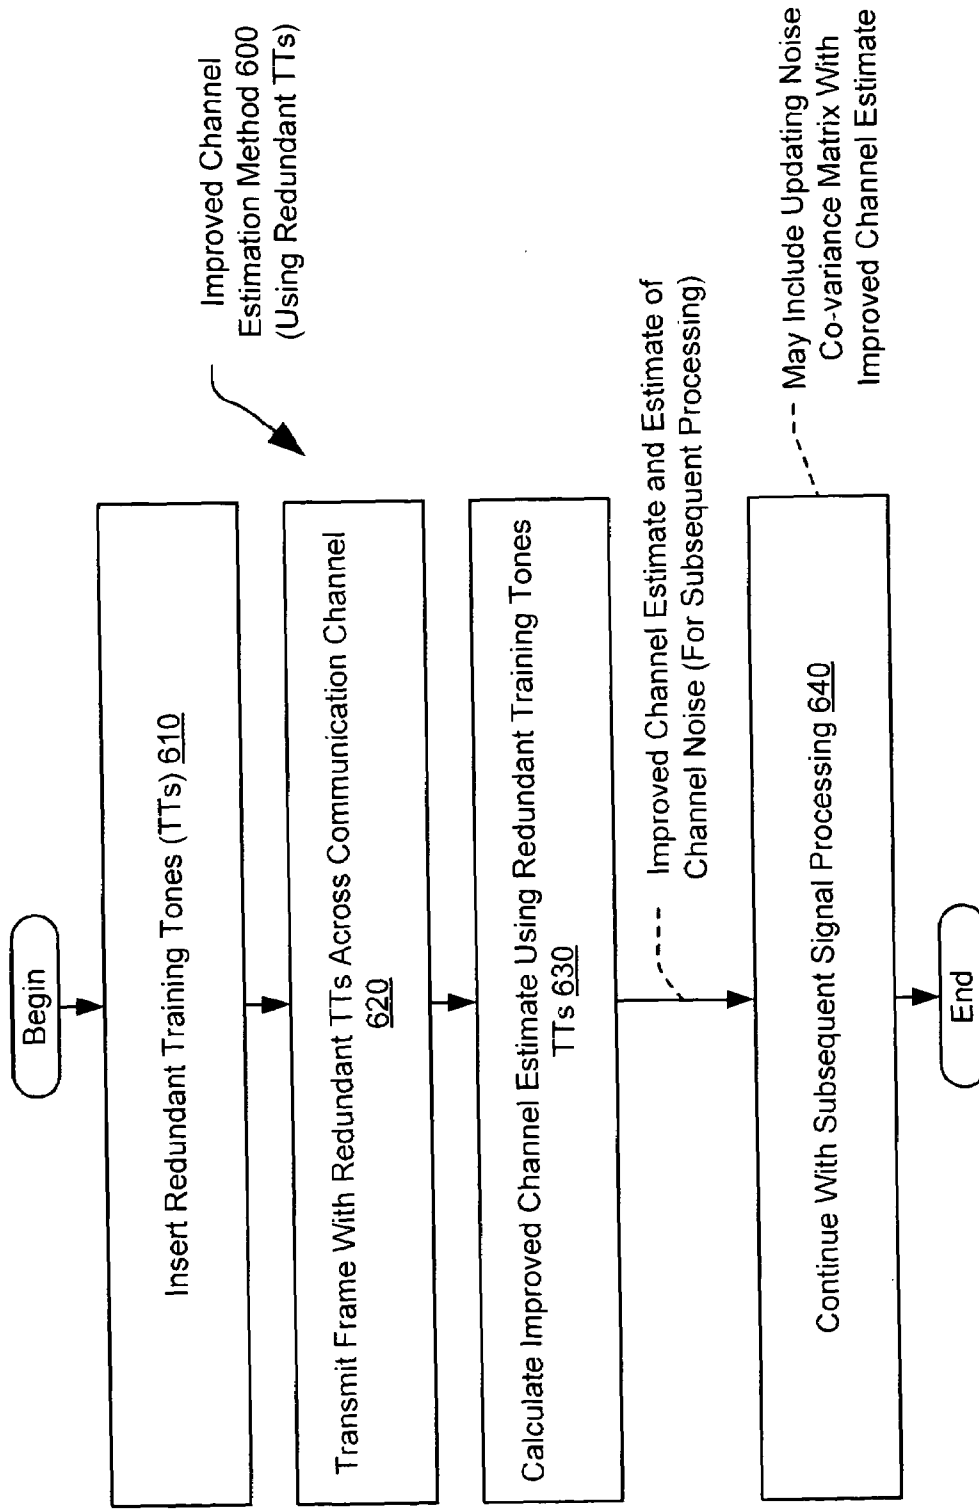 Improved Channel
Estimation Method 600
(Using Redundant TTs)
Begin
Insert Redundant Training Tones (TTs) 610
Transmit Frame With Redundant TTs Across Communication Channel
620
Calculate Improved Channel Estimate Using Redundant Training Tones
TTs 630
Improved Channel Estimate and Estimate of
Channel Noise (For Subsequent Processing)
Continue With Subsequent Signal Processing 640
May Include Updating Noise
Co-variance Matrix With
Improved Channel Estimate
End